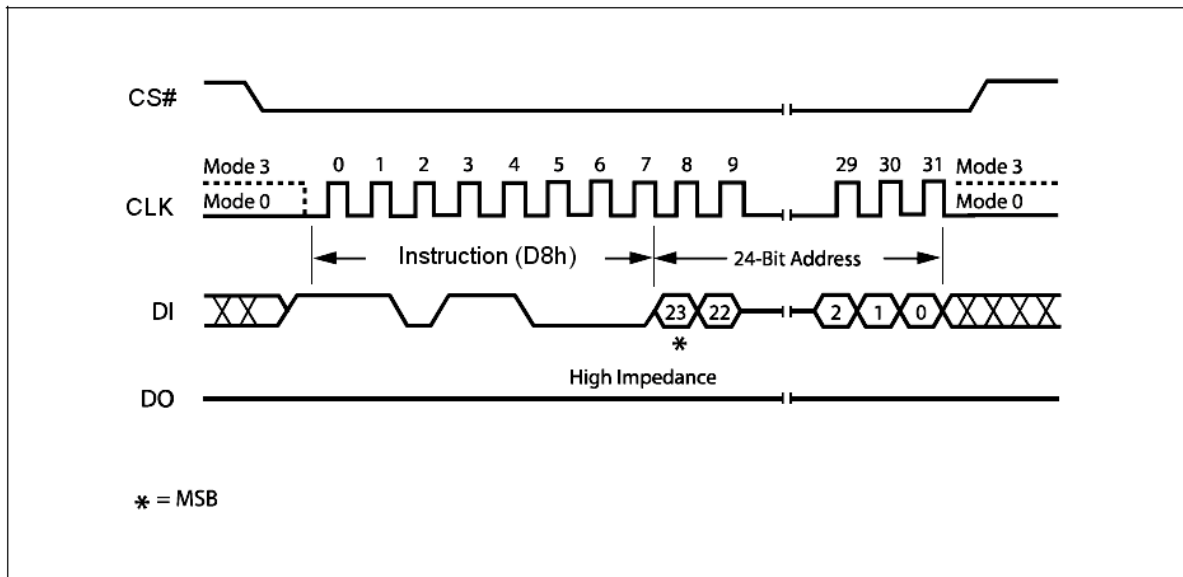 CS#
Mode 3 0 1 2 3 4 5 6 7 8 9 29 30 31 Mode 3
CLK Mode 0 Mode 0
Instruction (D8h) 24-Bit Address
DI 23 22 2 1 0
*
High Impedance
DO
* = MSB